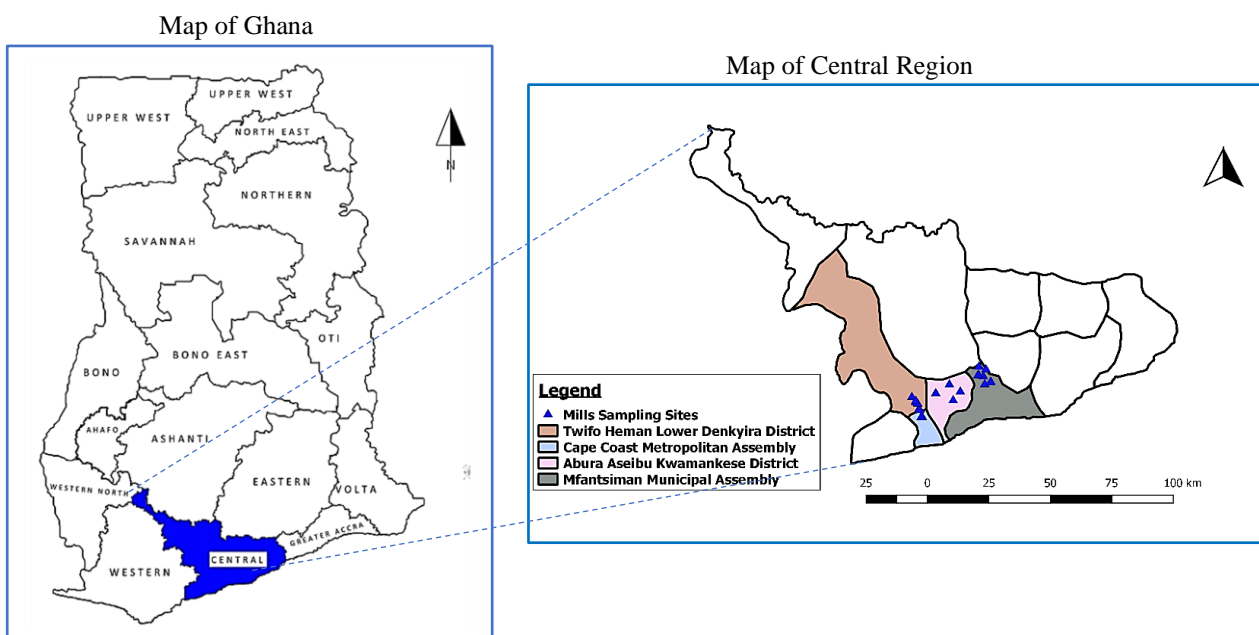 Map of Ghana
UPPER WEST
UPPER WEST
NORTH EAST
N
NORTHERN
SAVANNAH
OTI
BONO EAST
BONO
AHAFO
ASHANTI
EASTERN
WESTERN NORTH
VOLTA
GREATER ACCRA
CENTRAL
WESTERN
Map of Central Region
Legend
Mills Sampling Sites
Twifo Heman Lower Denkyira District
Cape Coast Metropolitan Assembly
Abura Aseibu Kwamankese District
Mfantsiman Municipal Assembly
25 0 25 50 75 100 km